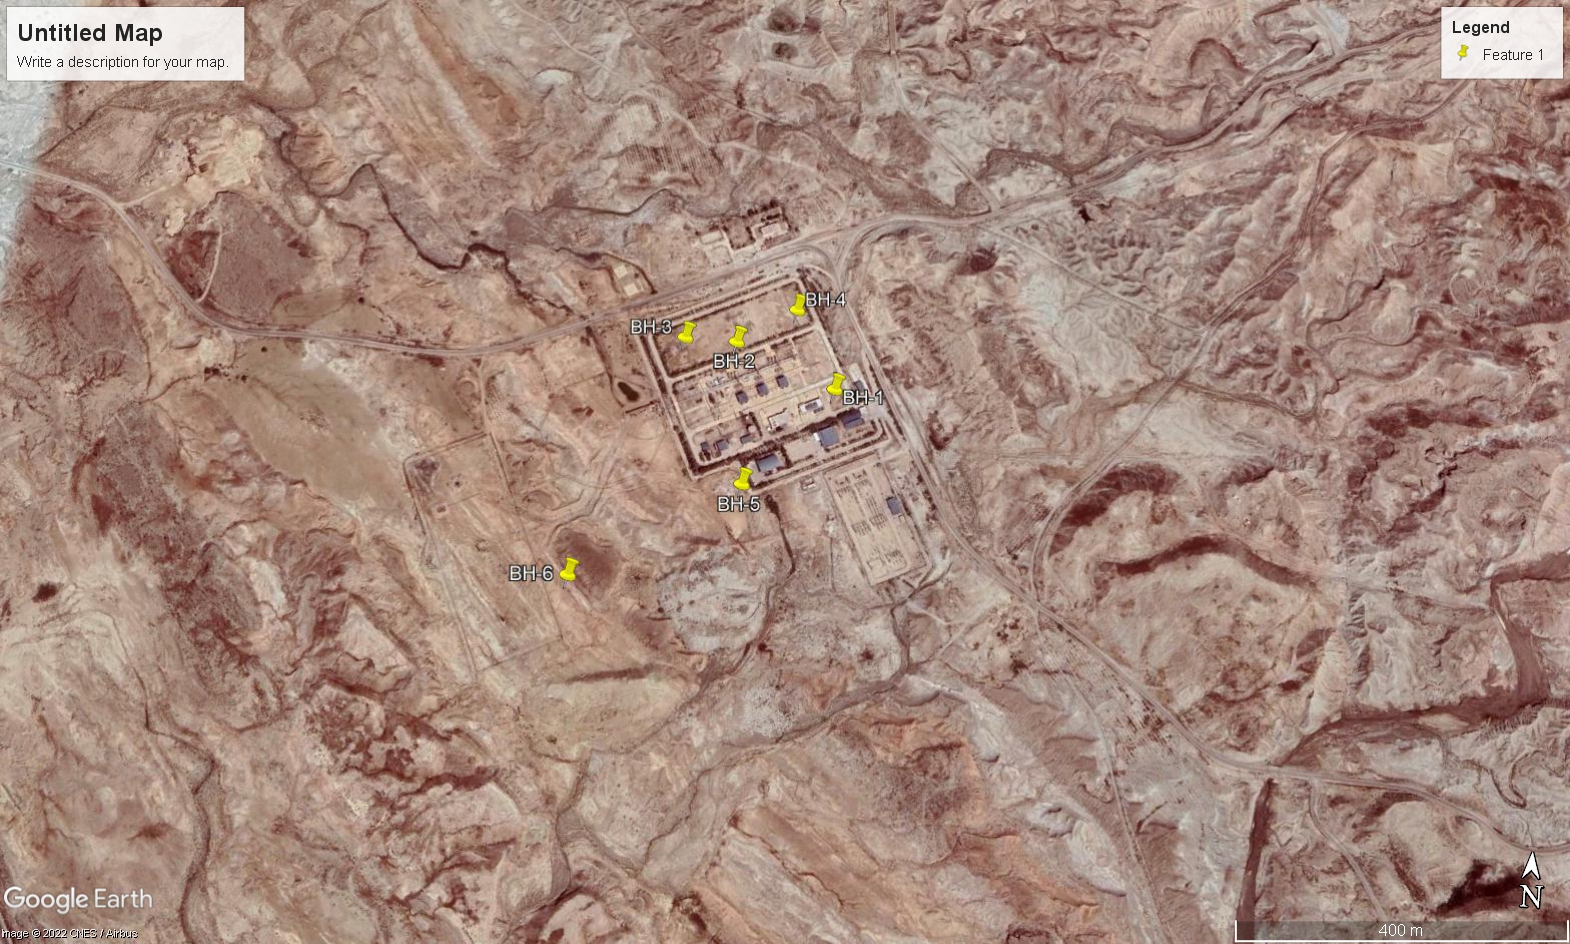 Untitled Map
Write a description for your map.
Legend
Feature 1
BH-4
BH-3
BH-2
BH-1
BH-5
BH-6
Google Earth
Image © 2022 CNES / Airbus
400 m
N